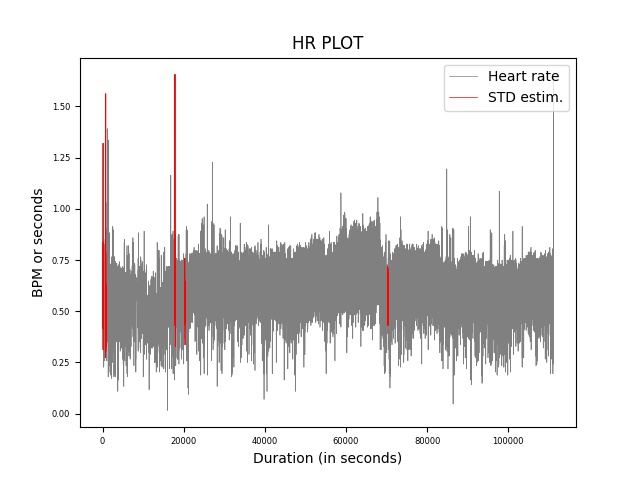 HR PLOT
Heart rate
STD estim.
BPM or seconds
1.50
1.25
1.00
0.75
0.50
0.25
0.00
0
20000
40000
60000
80000
100000
Duration (in seconds)